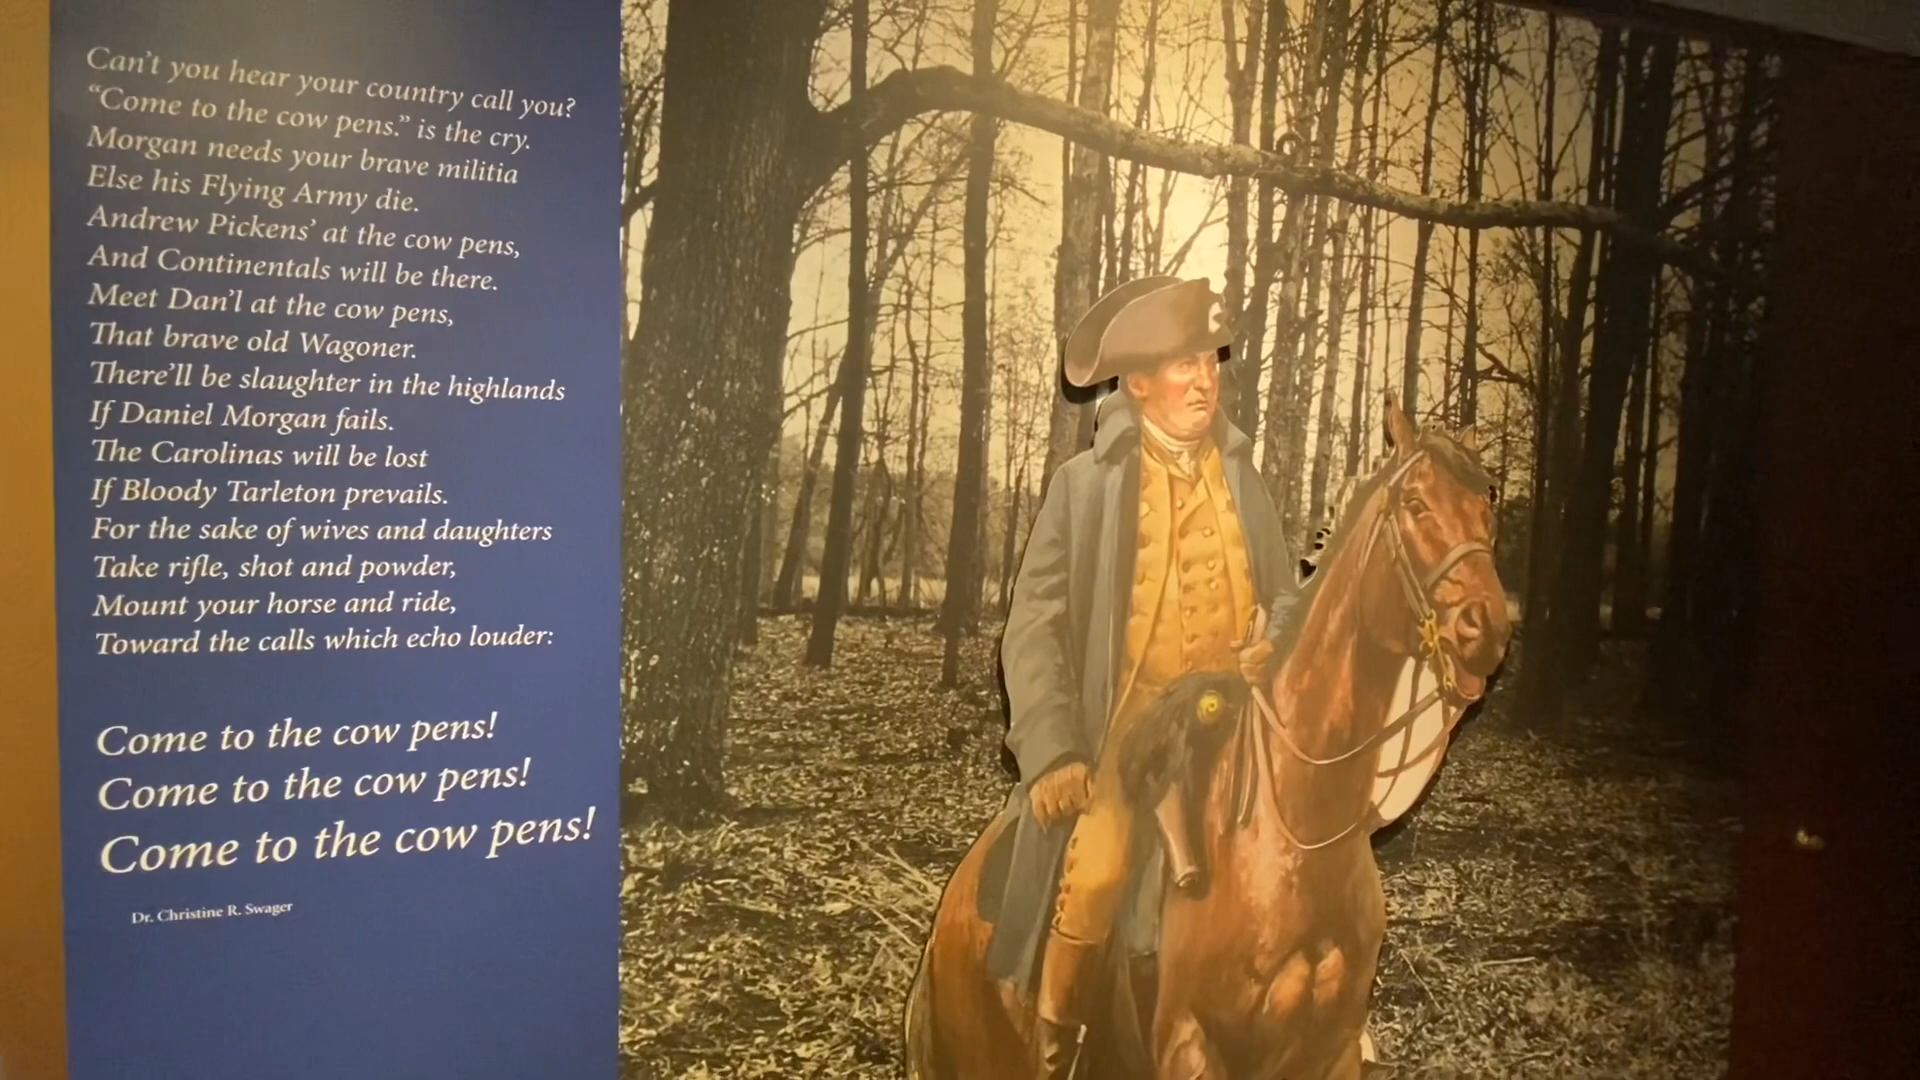 Can't you hear your country call you?
“Come to the cow pens.” is the cry.
Morgan needs your brave militia
Else his Flying Army die.
Andrew Pickens’ at the cow pens,
And Continentals will be there.
Meet Dan’l at the cow pens,
That brave old Wagoner.
There’ll be slaughter in the highlands
If Daniel Morgan fails.
The Carolinas will be lost
If Bloody Tarleton prevails.
For the sake of wives and daughters
Take rifle, shot and powder,
Mount your horse and ride,
Toward the calls which echo louder:
Come to the cow pens!
Come to the cow pens!
Come to the cow pens!
Dr. Christine R. Swager